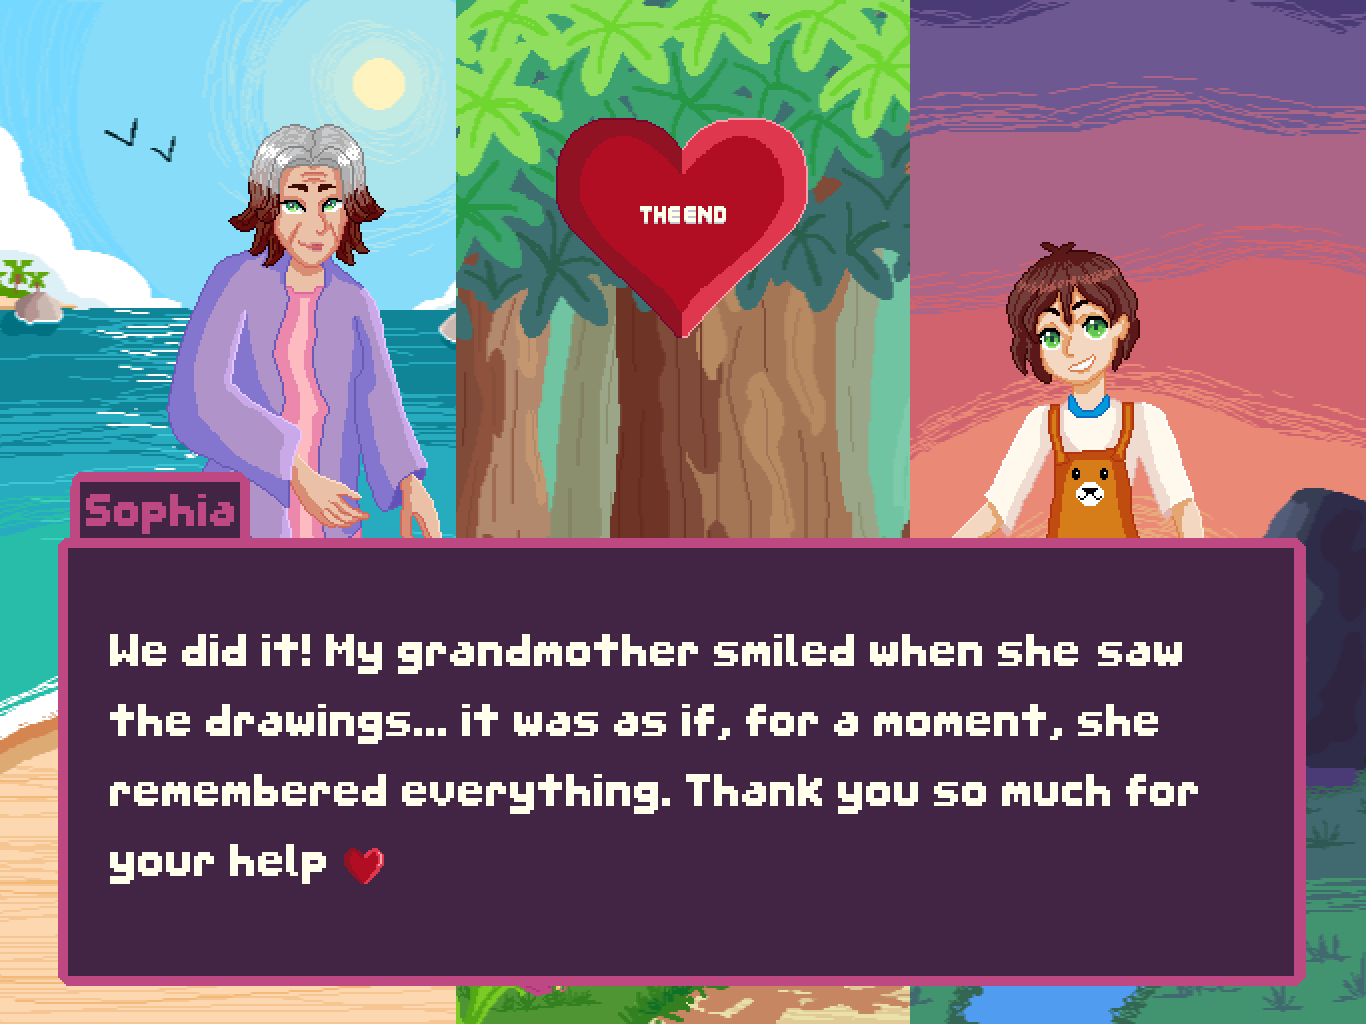 THE END
Sophia
We did it! My grandmother smiled when she saw
the drawings... it was as if, for a moment, she
remembered everything. Thank you so much for
your help